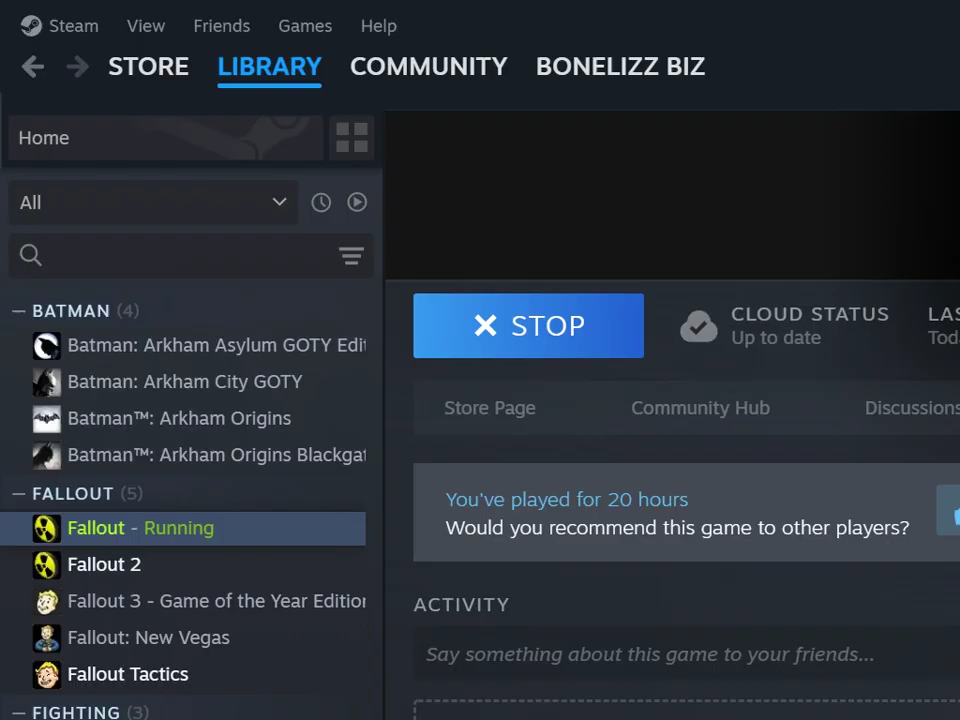 Steam View Friends Games Help
STORE LIBRARY COMMUNITY BONELIZZ BIZ
Home
All
— BATMAN (4)
Batman: Arkham Asylum GOTY Edit
Batman: Arkham City GOTY
Batman™: Arkham Origins
Batman™: Arkham Origins Blackgat
— FALLOUT (5)
Fallout - Running
Fallout 2
Fallout 3 - Game of the Year Edition
Fallout: New Vegas
Fallout Tactics
— FIGHTING (3)
STOP
CLOUD STATUS
Up to date
LAS
Toda
Store Page Community Hub Discussions
You've played for 20 hours
Would you recommend this game to other players?
ACTIVITY
Say something about this game to your friends...